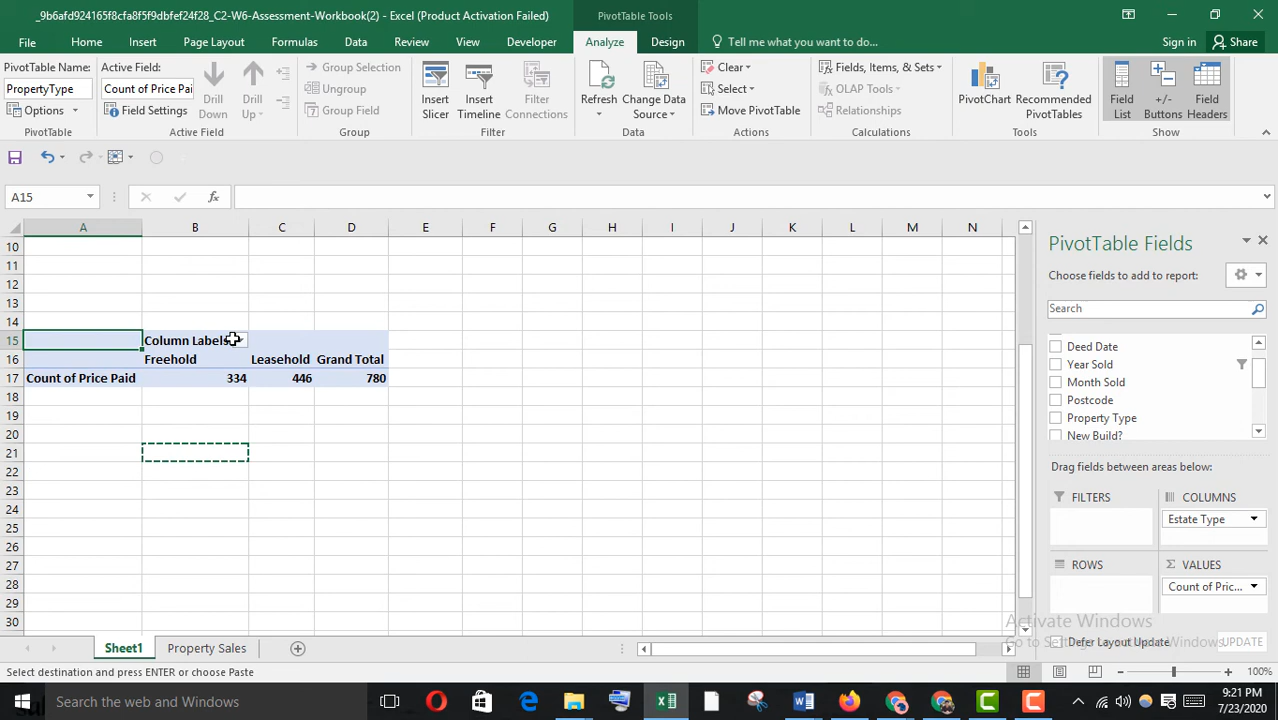 _9b6afd924165f8cfa8f5f9dbfef24f28_C2-W6-Assessment-Workbook(2) - Excel (Product Activation Failed)
PivotTable Tools
File Home Insert Page Layout Formulas Data Review View Developer Analyze Design Tell me what you want to do... Sign in Share
PivotTable Name:
PropertyType
Options
PivotTable
Active Field:
Count of Price Pai
Field Settings
Drill Down
Drill Up
Active Field
Group Selection
Ungroup
Group Field
Group
Insert Slicer
Insert Timeline
Filter Connections
Filter
Refresh
Change Data Source
Data
Clear
Select
Move PivotTable
Actions
Fields, Items, & Sets
OLAP Tools
Relationships
Calculations
PivotChart
Recommended PivotTables
Tools
Field List
+/- Buttons
Field Headers
Show
A15
fx
A B C D E F G H I J K L M N
10
11
12
13
14
15 Column Labels
16 Freehold Leasehold Grand Total
17 Count of Price Paid 334 446 780
18
19
20
21
22
23
24
25
26
27
28
29
30
PivotTable Fields
Choose fields to add to report:
Search
Deed Date
Year Sold
Month Sold
Postcode
Property Type
New Build?
Drag fields between areas below:
FILTERS
COLUMNS
Estate Type
ROWS
VALUES
Count of Pric...
Activate Windows
Go to Settings to activate Windows.
Defer Layout Update
UPDATE
Sheet1 Property Sales
Select destination and press ENTER or choose Paste
100%
Search the web and Windows
9:21 PM
7/23/2020